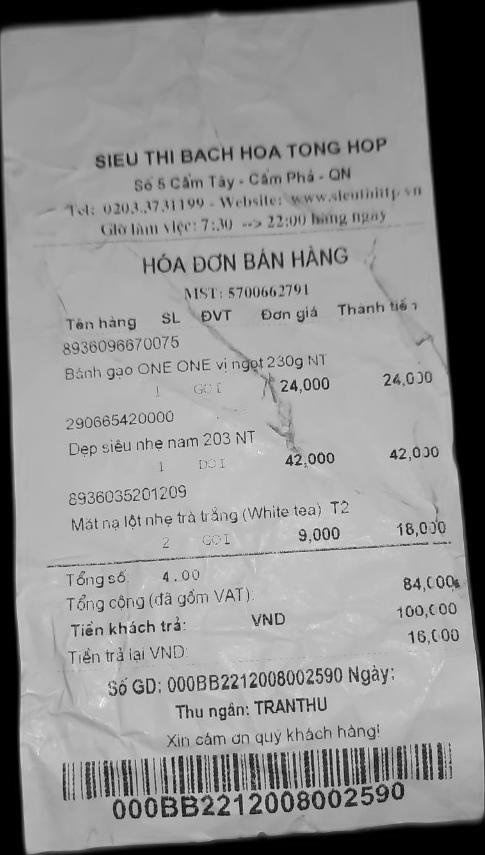 SIEU THI BACH HOA TONG HOP
Số 5 Cẩm Tây - Cẩm Phả - QN
Tel: 0203.3731199 - Website: www.sieuthittp.vn
Giờ làm việc: 7:30 --> 22:00 hàng ngày
HÓA ĐƠN BÁN HÀNG
MST: 5700662791
Tên hàng SL ĐVT Đơn giá Thành tiền
8936096670075
Bánh gạo ONE ONE vị ngọt 230g NT
1 GOI 24,000 24,000
290665420000
Dẹp siêu nhẹ nam 203 NT
1 DOI 42,000 42,000
8936035201209
Mặt nạ lột nhẹ trà trắng (White tea) T2
2 GOI 9,000 18,000
Tổng số: 4.00
Tổng cộng (đã gồm VAT): 84,000
Tiền khách trả: VND 100,000
Tiền trả lại VND: 16,000
Số GD: 000BB2212008002590 Ngày:
Thu ngân: TRANTHU
Xin cám ơn quý khách hàng!
000BB2212008002590